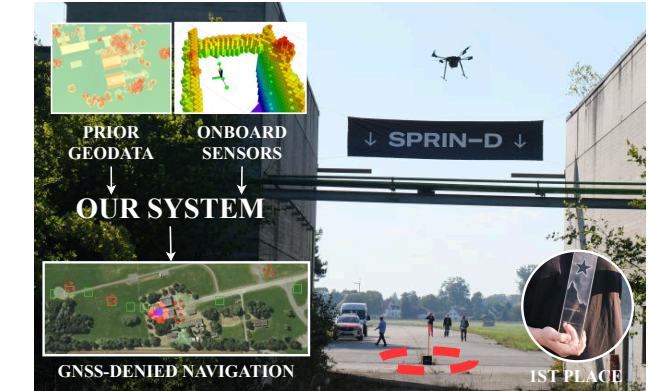 PRIOR
GEODATA
ONBOARD
SENSORS
OUR SYSTEM
GNSS-DENIED NAVIGATION
↓ SPRIN-D ↓
1ST PLACE